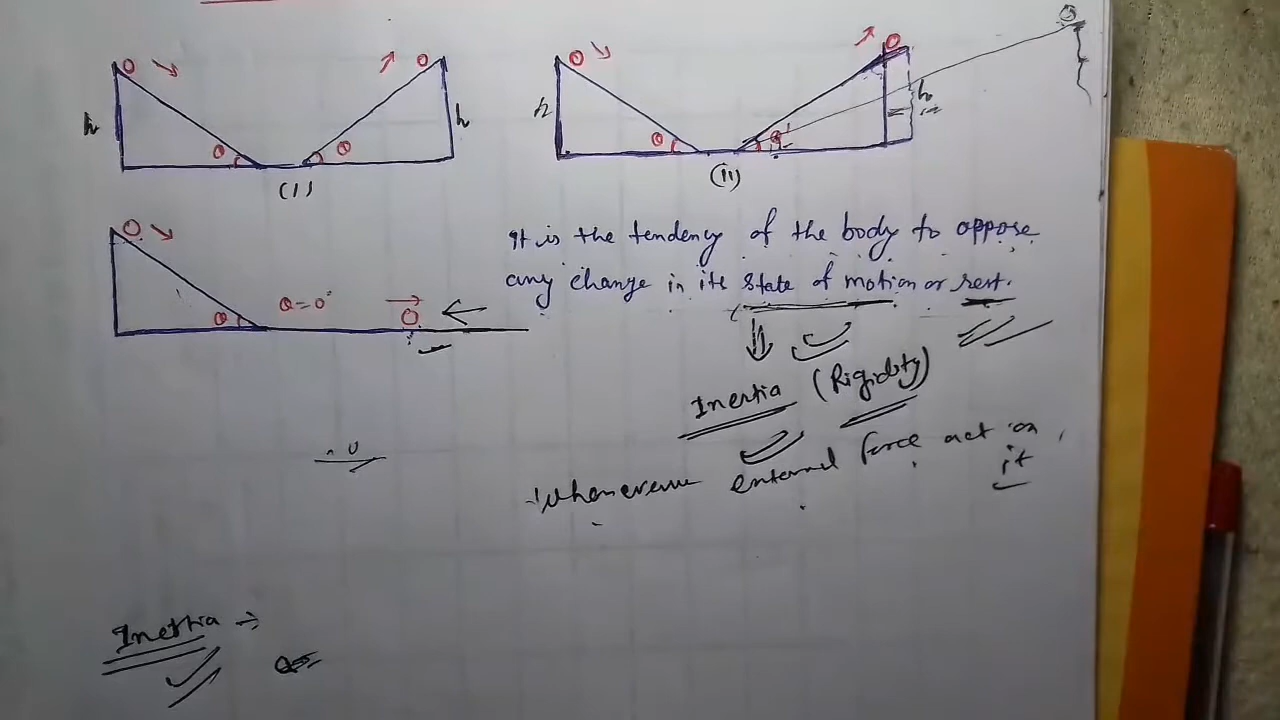 h
θ
θ
h
(I)
h
θ
θ'
h
(II)
θ
θ=0°
It is the tendency of the body to oppose
any change in its state of motion or rest.
Inertia (Rigidity)
whenever external force act on
it
Inertia →